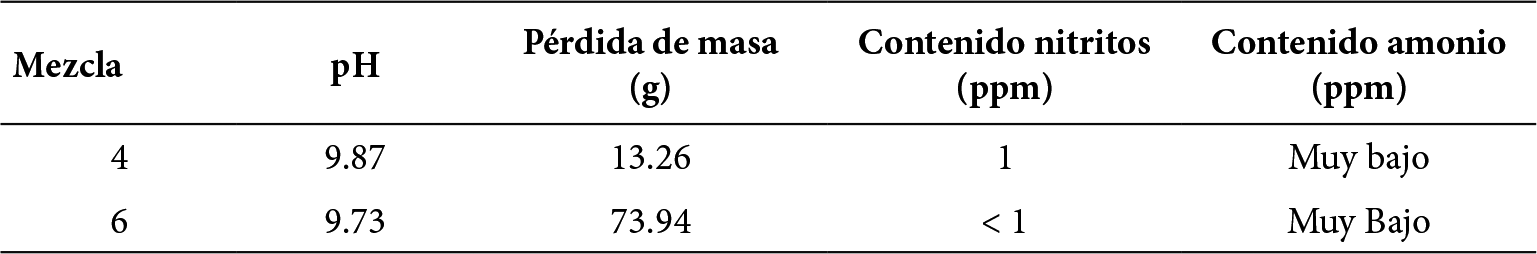 Mezcla pH Pérdida de masa (g) Contenido nitritos (ppm) Contenido amonio (ppm)
4 9.87 13.26 1 Muy bajo
6 9.73 73.94 < 1 Muy Bajo